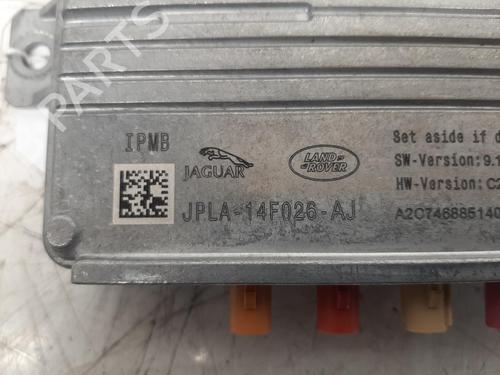 PARTS
IPMB
JAGUAR
LAND ROVER
JPLA-14F026-AJ
Set aside if d
SW-Version:9.1
HW-Version:C2
A2C746885140